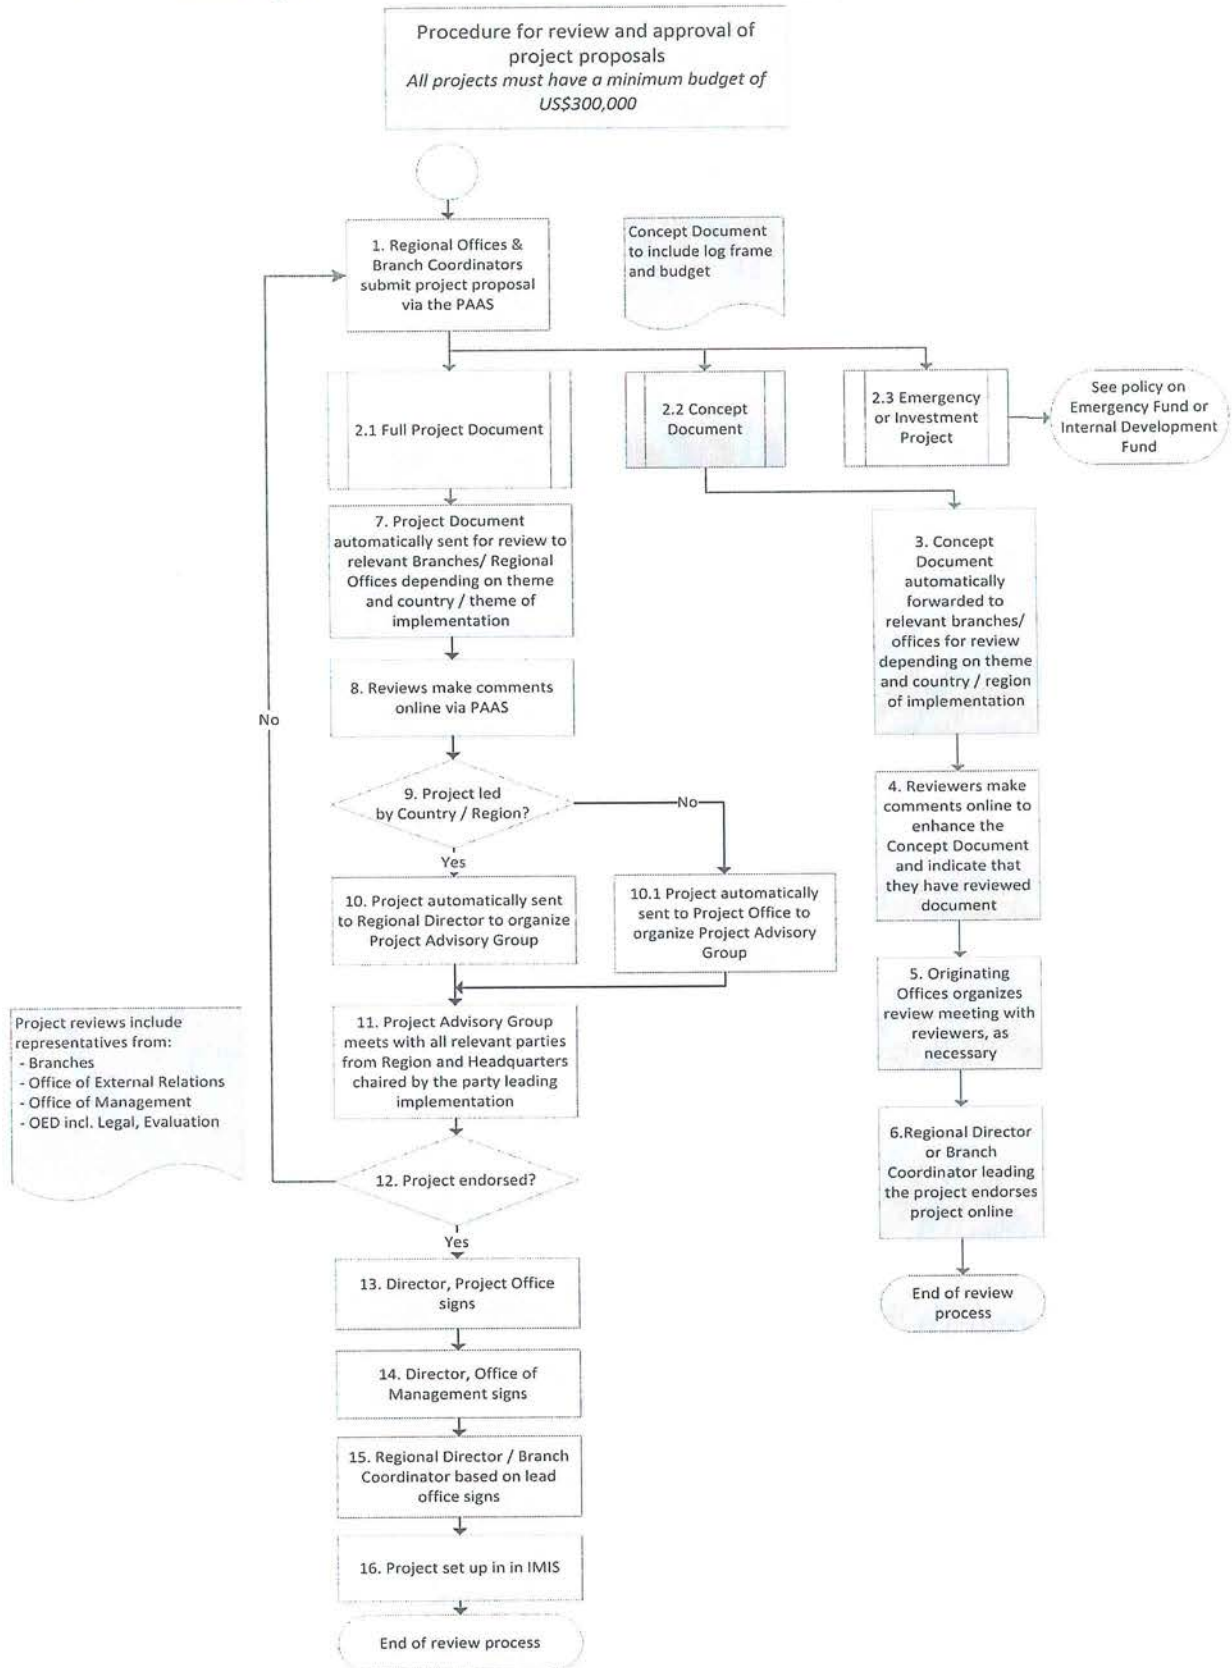 Procedure for review and approval of
project proposals
All projects must have a minimum budget of
US$300,000
1. Regional Offices &
Branch Coordinators
submit project proposal
via the PAAS
Concept Document
to include log frame
and budget
2.1 Full Project Document
2.2 Concept
Document
2.3 Emergency
or Investment
Project
See policy on
Emergency Fund or
Internal Development
Fund
7. Project Document
automatically sent for review to
relevant Branches/ Regional
Offices depending on theme
and country / theme of
implementation
3. Concept
Document
automatically
forwarded to
relevant branches/
offices for review
depending on theme
and country / region
of implementation
8. Reviews make comments
online via PAAS
No
9. Project led
by Country / Region?
No
Yes
4. Reviewers make
comments online to
enhance the
Concept Document
and indicate that
they have reviewed
document
10. Project automatically sent
to Regional Director to organize
Project Advisory Group
10.1 Project automatically
sent to Project Office to
organize Project Advisory
Group
5. Originating
Offices organizes
review meeting with
reviewers, as
necessary
Project reviews include
representatives from:
- Branches
- Office of External Relations
- Office of Management
- OED incl. Legal, Evaluation
11. Project Advisory Group
meets with all relevant parties
from Region and Headquarters
chaired by the party leading
implementation
6.Regional Director
or Branch
Coordinator leading
the project endorses
project online
12. Project endorsed?
Yes
13. Director, Project Office
signs
End of review
process
14. Director, Office of
Management signs
15. Regional Director / Branch
Coordinator based on lead
office signs
16. Project set up in in IMIS
End of review process